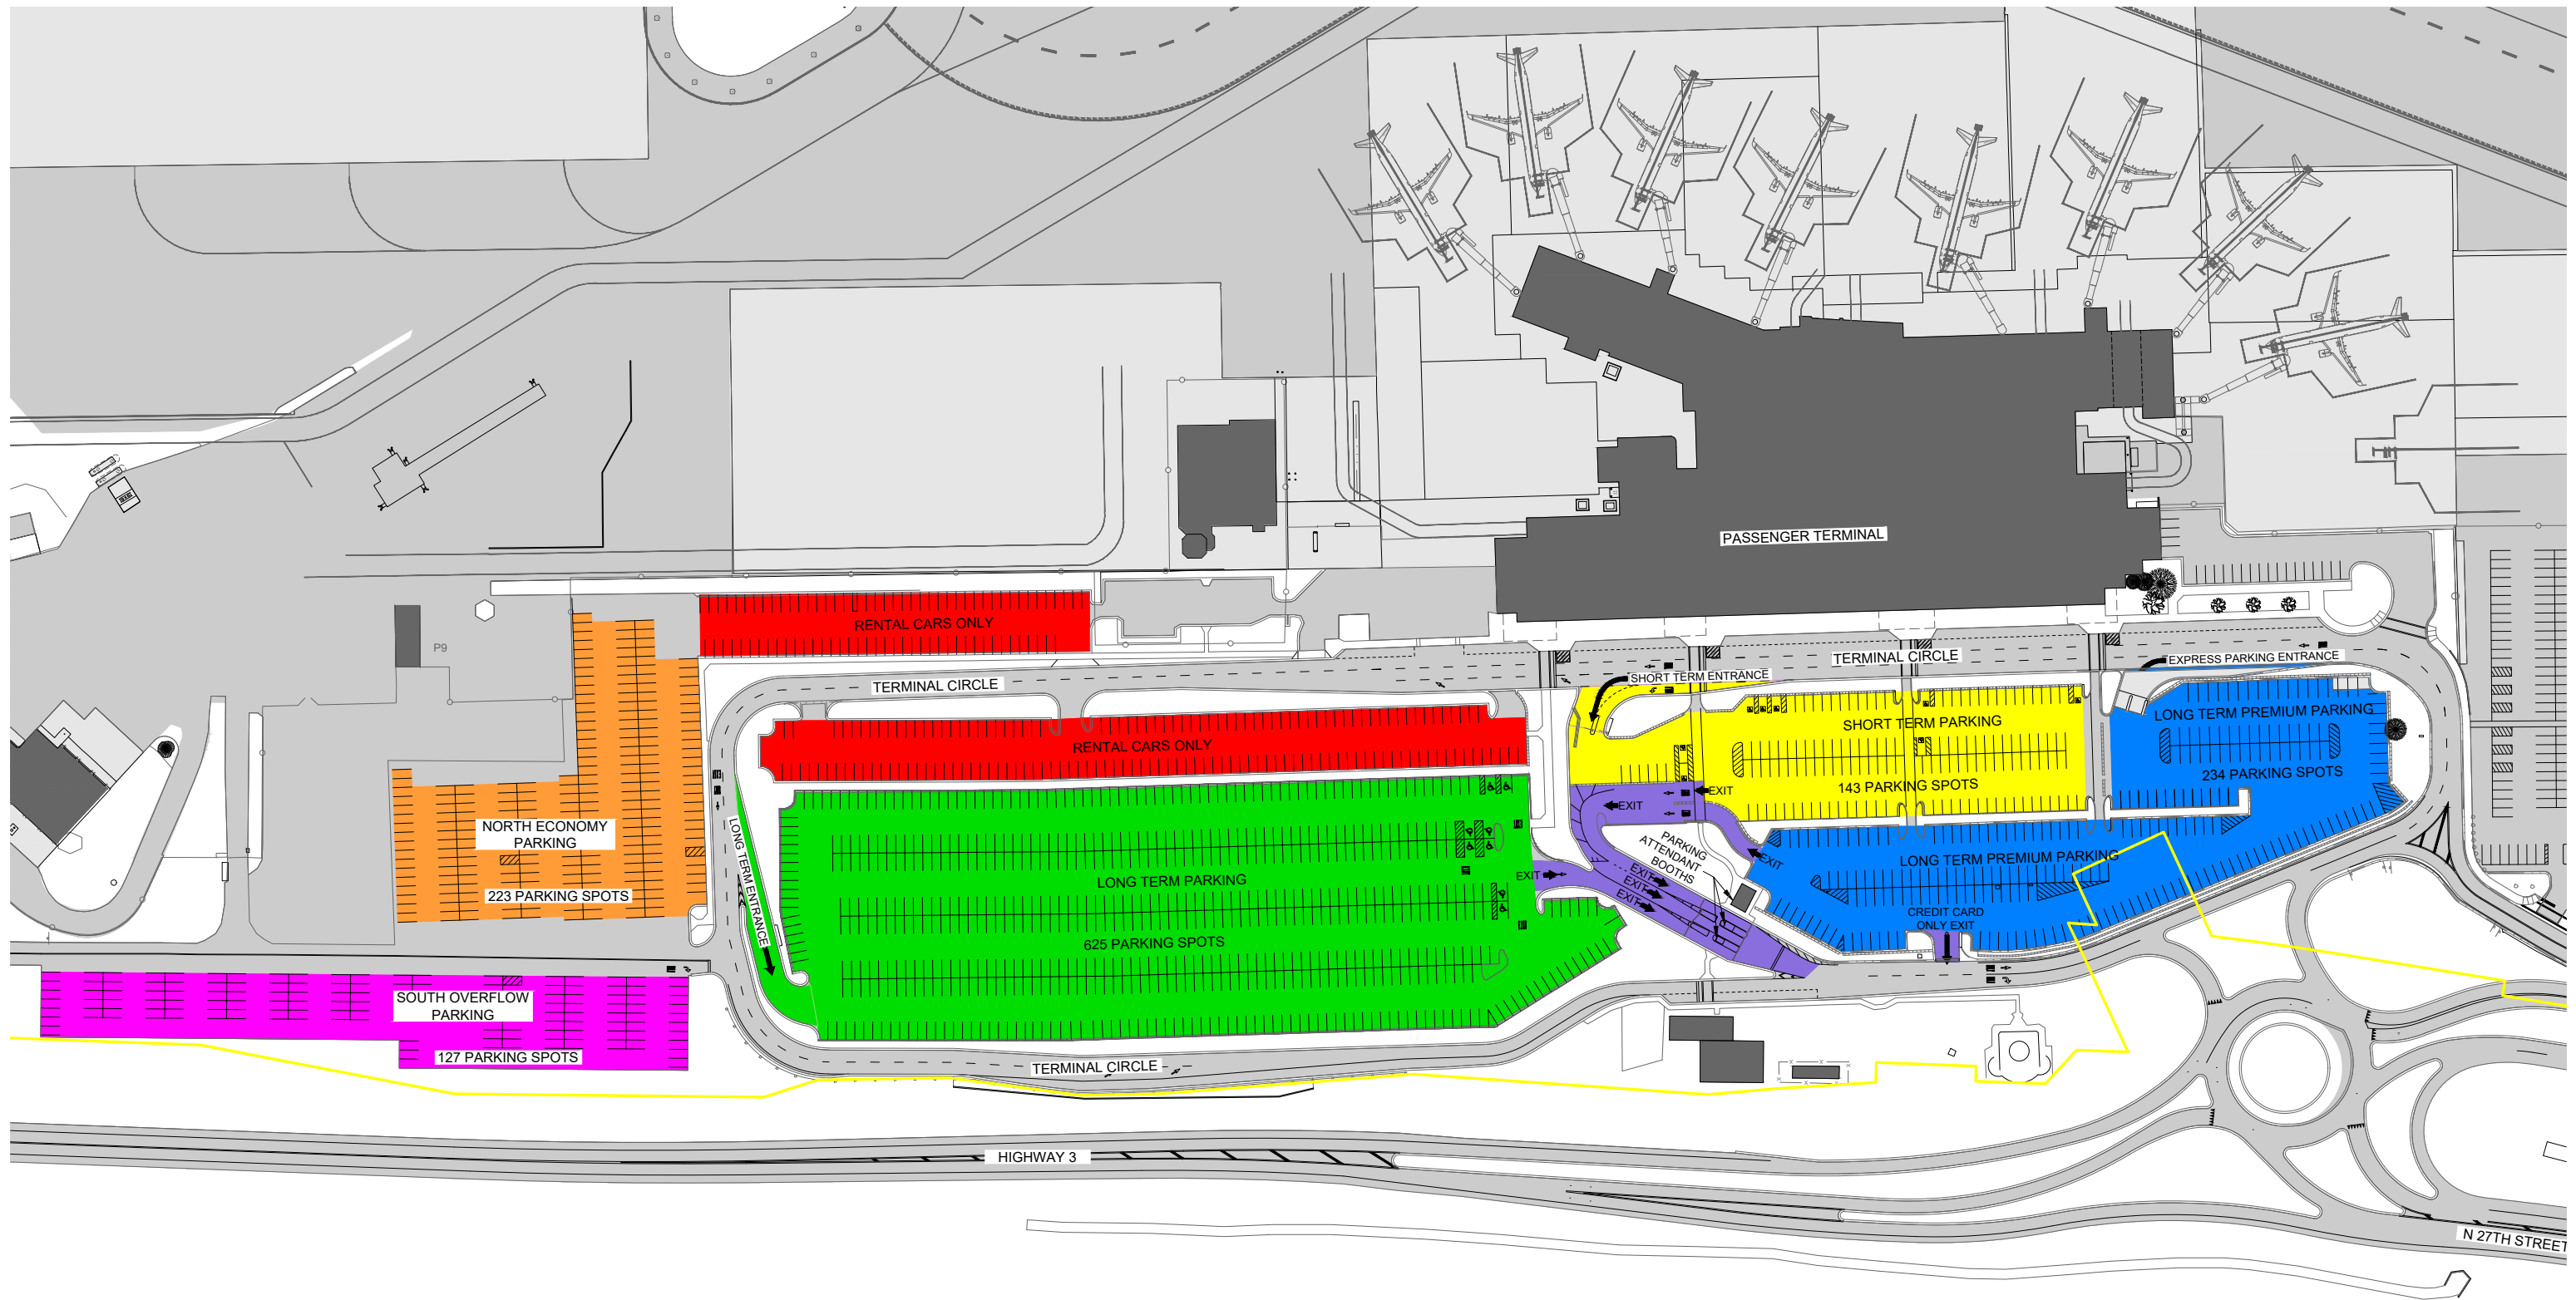 PASSENGER TERMINAL
RENTAL CARS ONLY
P9
TERMINAL CIRCLE
EXPRESS PARKING ENTRANCE
SHORT TERM ENTRANCE
TERMINAL CIRCLE
LONG TERM PREMIUM PARKING
SHORT TERM PARKING
RENTAL CARS ONLY
234 PARKING SPOTS
143 PARKING SPOTS
EXIT
EXIT
NORTH ECONOMY
PARKING
LONG TERM ENTRANCE
PARKING
ATTENDANT
BOOTHS
EXIT
LONG TERM PREMIUM PARKING
EXIT
EXIT
EXIT
EXIT
LONG TERM PARKING
223 PARKING SPOTS
CREDIT CARD
ONLY EXIT
625 PARKING SPOTS
SOUTH OVERFLOW
PARKING
127 PARKING SPOTS
TERMINAL CIRCLE
HIGHWAY 3
N 27TH STREET